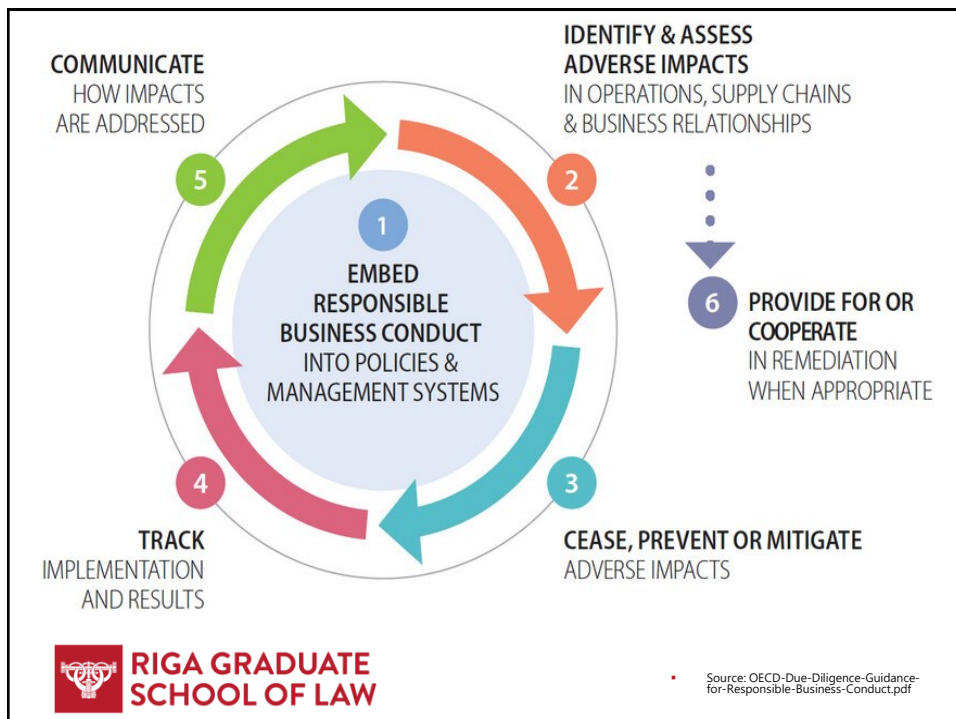 COMMUNICATE
HOW IMPACTS
ARE ADDRESSED
5
IDENTIFY & ASSESS
ADVERSE IMPACTS
IN OPERATIONS, SUPPLY CHAINS
& BUSINESS RELATIONSHIPS
2
1
EMBED
RESPONSIBLE
BUSINESS CONDUCT
INTO POLICIES &
MANAGEMENT SYSTEMS
6
PROVIDE FOR OR
COOPERATE
IN REMEDIATION
WHEN APPROPRIATE
4
TRACK
IMPLEMENTATION
AND RESULTS
3
CEASE, PREVENT OR MITIGATE
ADVERSE IMPACTS
RIGA GRADUATE
SCHOOL OF LAW
Source: OECD-Due-Diligence-Guidance-
for-Responsible-Business-Conduct.pdf